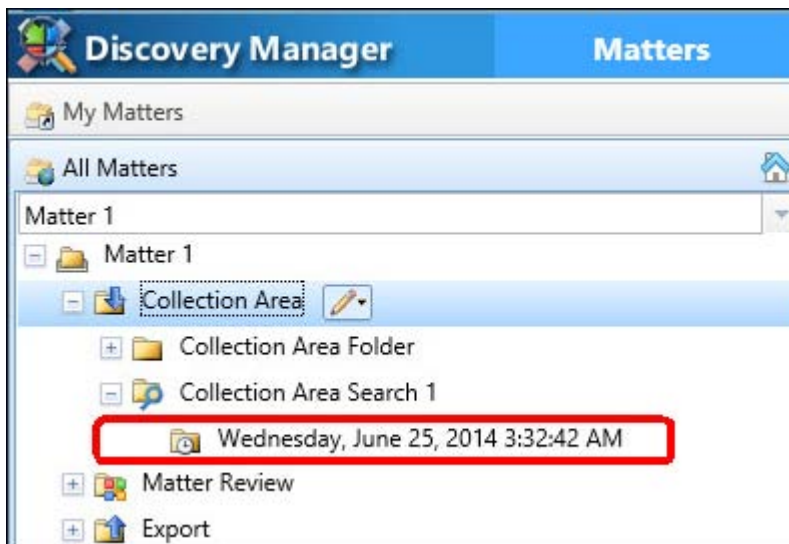 Discovery Manager Matters
My Matters
All Matters
Matter 1
Matter 1
Collection Area
Collection Area Folder
Collection Area Search 1
Wednesday, June 25, 2014 3:32:42 AM
Matter Review
Export